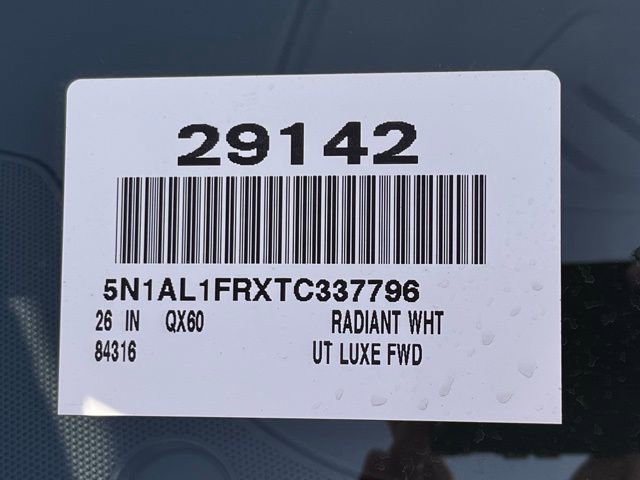 29142
5N1AL1FRXTC337796
26 IN QX60 RADIANT WHT
84316 UT LUXE FWD